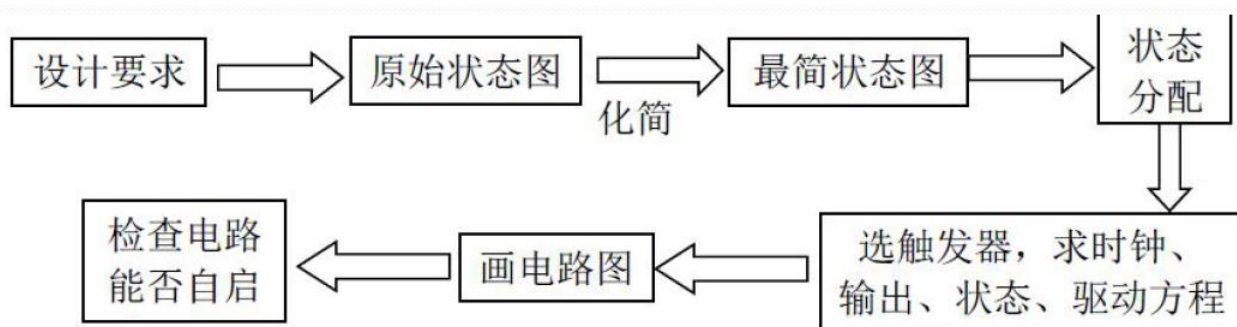 设计要求
原始状态图
化简
最简状态图
状态
分配
选触发器，求时钟、
输出、状态、驱动方程
画电路图
检查电路
能否自启